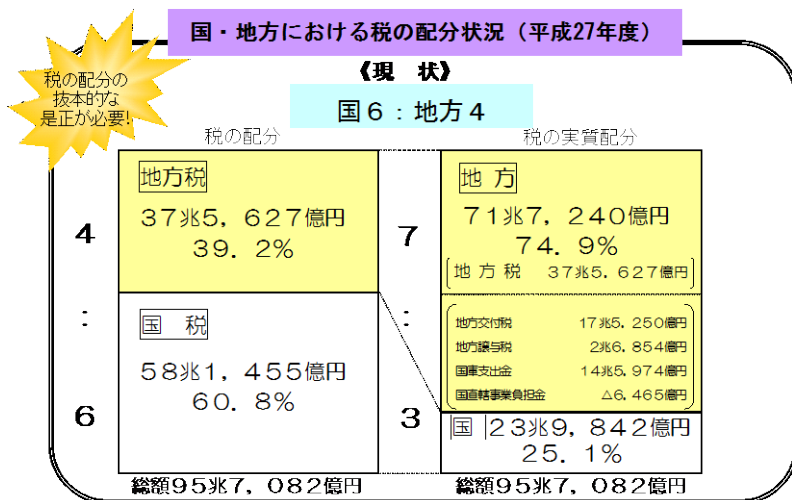 国・地方における税の配分状況（平成27年度）
税の配分の
抜本的な
是正が必要!
《現　状》
国６：地方４
税の配分
地方税
３７兆５，６２７億円
３９．２％
国　税
５８兆１，４５５億円
６０．８％
４
：
６
総額９５兆７，０８２億円
税の実質配分
地 方
７１兆７，２４０億円
７４．９％
地 方 税　３７兆５．６２７億円
地方交付税　１７兆５．２５０億円
地方譲与税　２兆６．８５４億円
国庫支出金　１４兆５．９７４億円
国直轄事業負担金　△６．４６５億円
国 ２３兆９，８４２億円
２５．１％
７
：
３
総額９５兆７，０８２億円